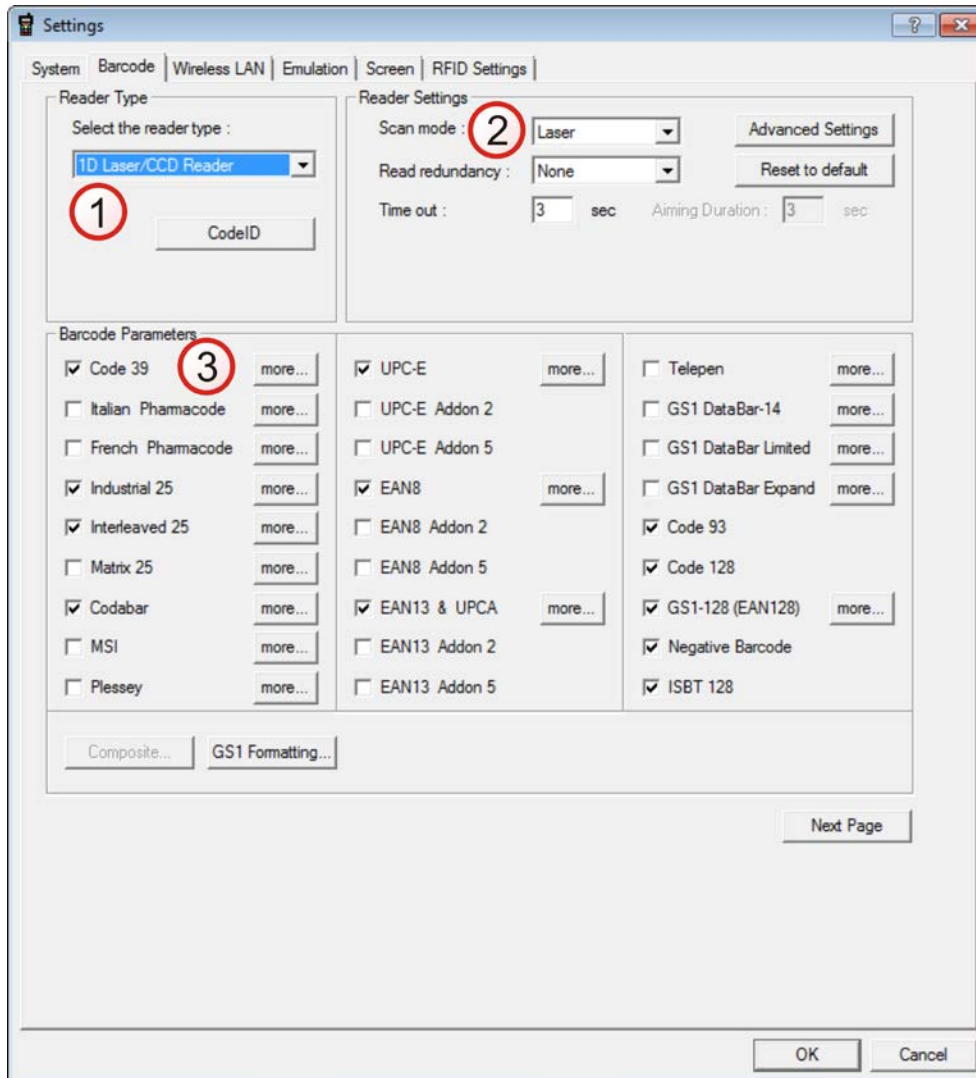 Settings
System Barcode Wireless LAN Emulation Screen RFID Settings
Reader Type
Select the reader type :
1D Laser/CCD Reader
1
CodeID
Reader Settings
Scan mode : 2 Laser Advanced Settings
Read redundancy : None Reset to default
Time out : 3 sec Aiming Duration : 3 sec
Barcode Parameters
3
Code 39 more...
Italian Pharmacode more...
French Pharmacode more...
Industrial 25 more...
Interleaved 25 more...
Matrix 25 more...
Codabar more...
MSI more...
Plessey more...
UPC-E more...
UPC-E Addon 2
UPC-E Addon 5
EAN8 more...
EAN8 Addon 2
EAN8 Addon 5
EAN13 & UPCA more...
EAN13 Addon 2
EAN13 Addon 5
Telepen more...
GS1 DataBar-14 more...
GS1 DataBar Limited more...
GS1 DataBar Expand more...
Code 93
Code 128
GS1-128 (EAN128) more...
Negative Barcode
ISBT 128
Composite... GS1 Formatting...
Next Page
OK Cancel